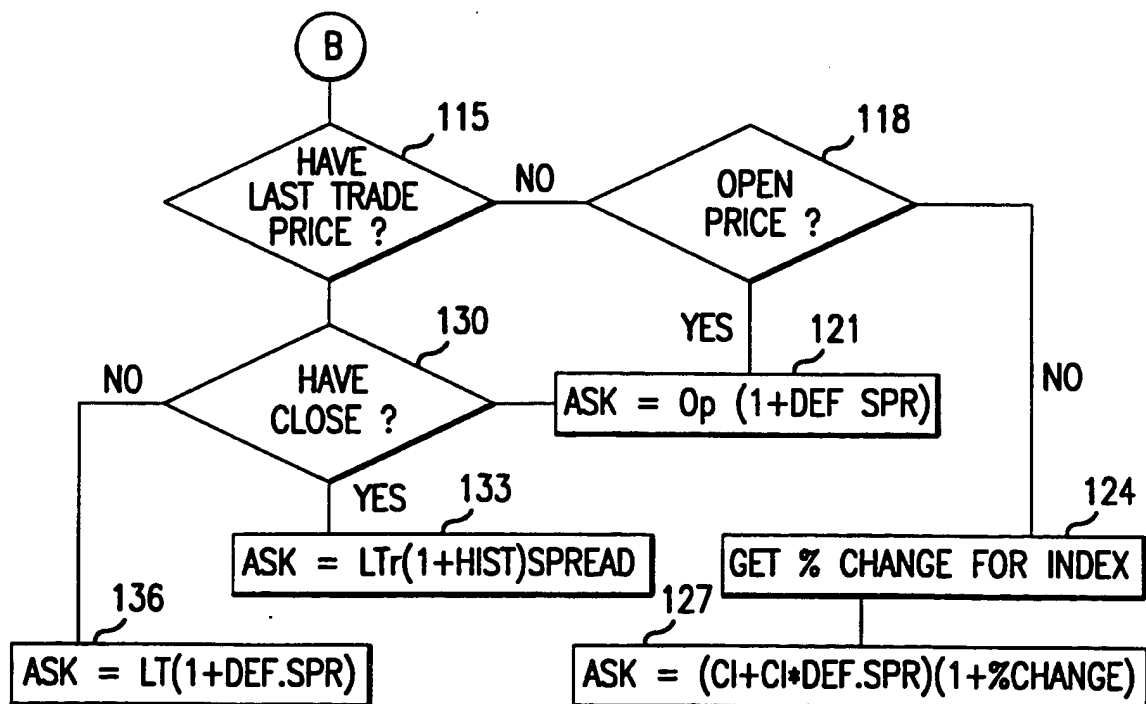 B
115
HAVE
LAST TRADE
PRICE ?
NO
118
OPEN
PRICE ?
YES
NO
130
HAVE
CLOSE ?
NO
YES
121
ASK = Op (1+DEF SPR)
133
ASK = LTr(1+HIST)SPREAD
124
GET % CHANGE FOR INDEX
136
ASK = LT(1+DEF.SPR)
127
ASK = (Cl+Cl*DEF.SPR)(1+%CHANGE)